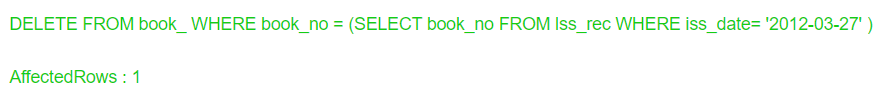 DELETE FROM book_ WHERE book_no = (SELECT book_no FROM Iss_rec WHERE iss_date= '2012-03-27' )
AffectedRows : 1